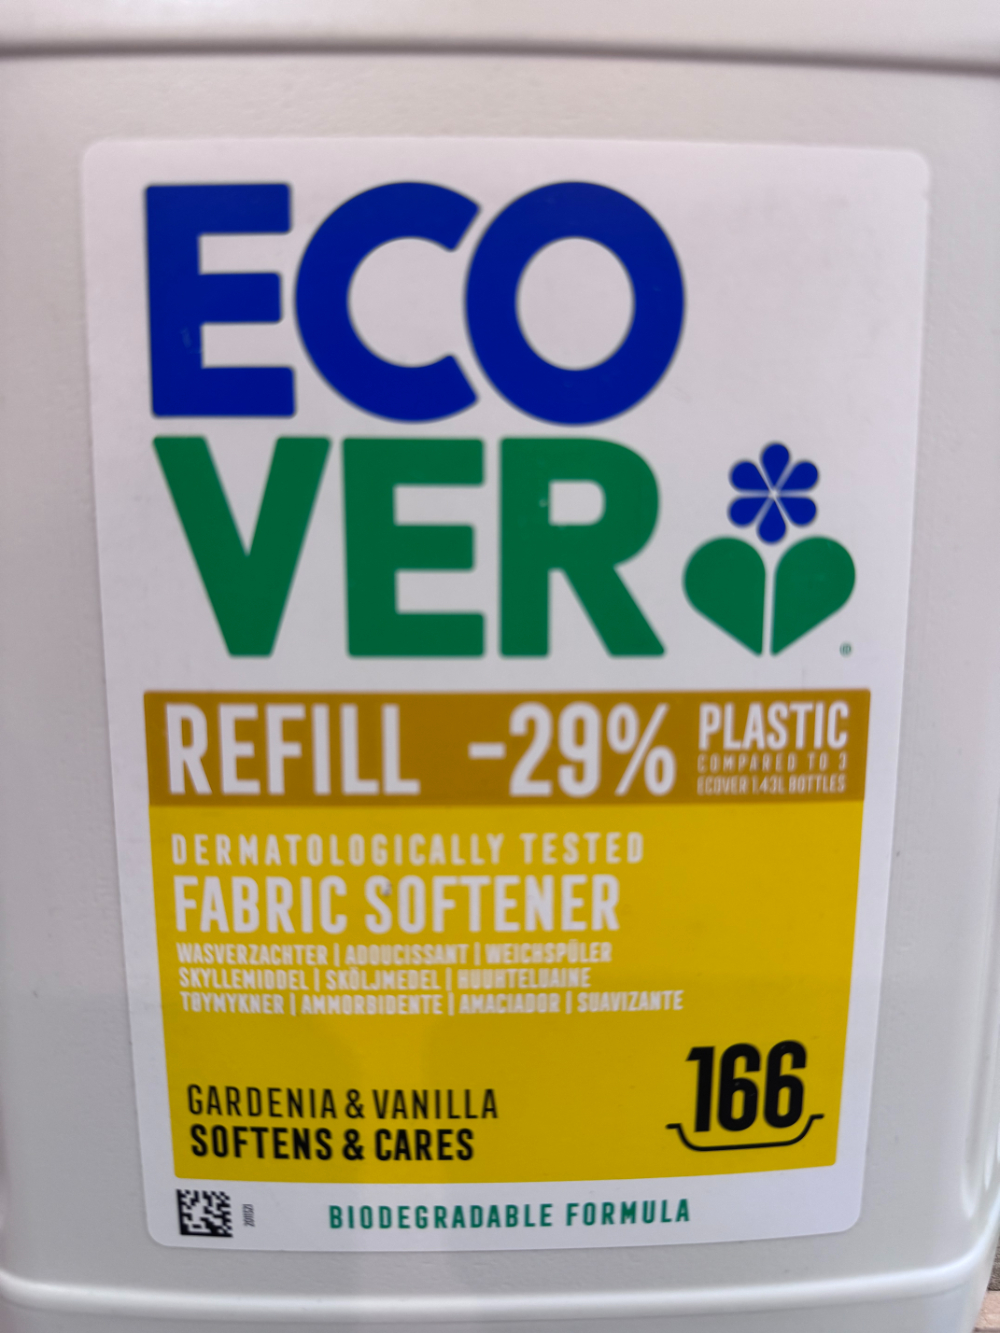 ECO
VER
REFILL -29% PLASTIC
COMPARED TO 3
ECOVER 1.43L BOTTLES
DERMATOLOGICALLY TESTED
FABRIC SOFTENER
WASVERZACHTER | ADOUCISSANT | WEICHSPÜLER
SKYLLEMIDDEL | SKÖLJMEDEL | HUUHTELUAINE
TØYMYKNER | AMMORBIDENTE | AMACIADOR | SUAVIZANTE
166
GARDENIA & VANILLA
SOFTENS & CARES
BIODEGRADABLE FORMULA